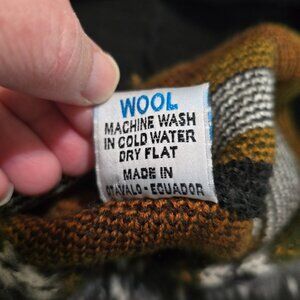 WOOL
MACHINE WASH
IN COLD WATER
DRY FLAT
MADE IN
OTAVALO - ECUADOR